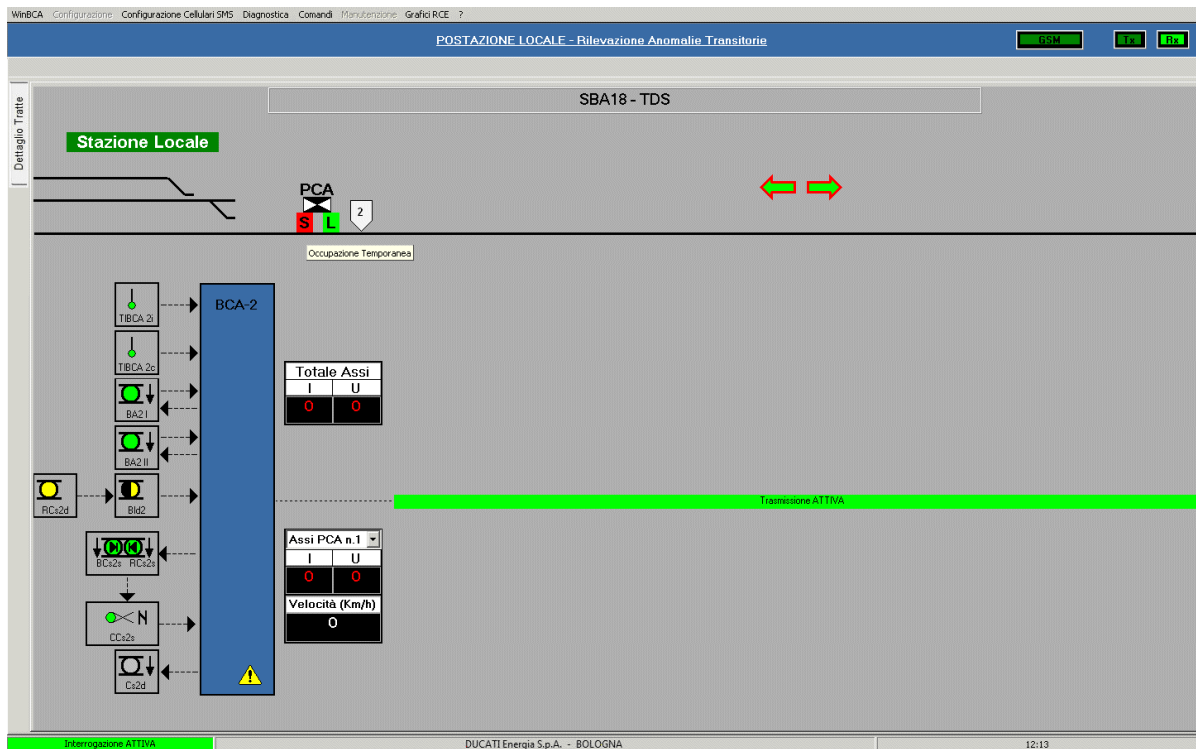 WinBCA Configurazione Configurazione Cellulari SMS Diagnostica Comandi Manutenzione Grafici RCE ?
POSTAZIONE LOCALE - Rilevazione Anomalie Transitorie
GSM Tx Rx
Dettaglio Tratte
SBA18 - TDS
Stazione Locale
PCA
S L 2
Occupazione Temporanea
BCA-2
TIBCA 2i
TIBCA 2c
Totale Assi
I U
0 0
BA2 I
BA2 II
RCs2d BId2
Trasmissione ATTIVA
Assi PCA n.1
I U
0 0
BCs2s RCs2s
Velocità (Km/h)
0
N
CCs2s
Cs2d
Interrogazione ATTIVA DUCATI Energia S.p.A. - BOLOGNA 12:13